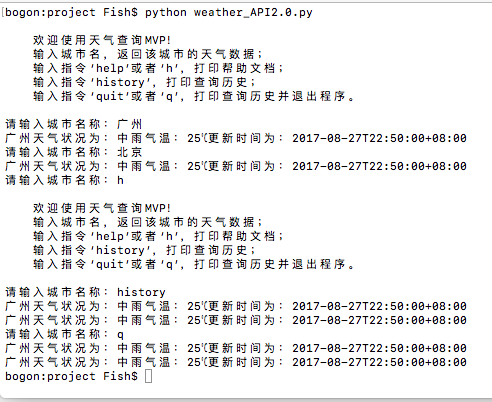 bogon:project Fish$ python weather_API2.0.py
欢迎使用天气查询MVP!
输入城市名，返回该城市的天气数据；
输入指令‘help’或者‘h’，打印帮助文档；
输入指令‘history’，打印查询历史；
输入指令‘quit’或者‘q’，打印查询历史并退出程序。
请输入城市名称：广州
广州天气状况为：中雨气温：25℃更新时间为：2017-08-27T22:50:00+08:00
请输入城市名称：北京
广州天气状况为：中雨气温：25℃更新时间为：2017-08-27T22:50:00+08:00
请输入城市名称：h
欢迎使用天气查询MVP!
输入城市名，返回该城市的天气数据；
输入指令‘help’或者‘h’，打印帮助文档；
输入指令‘history’，打印查询历史；
输入指令‘quit’或者‘q’，打印查询历史并退出程序。
请输入城市名称：history
广州天气状况为：中雨气温：25℃更新时间为：2017-08-27T22:50:00+08:00
广州天气状况为：中雨气温：25℃更新时间为：2017-08-27T22:50:00+08:00
请输入城市名称：q
广州天气状况为：中雨气温：25℃更新时间为：2017-08-27T22:50:00+08:00
广州天气状况为：中雨气温：25℃更新时间为：2017-08-27T22:50:00+08:00
bogon:project Fish$